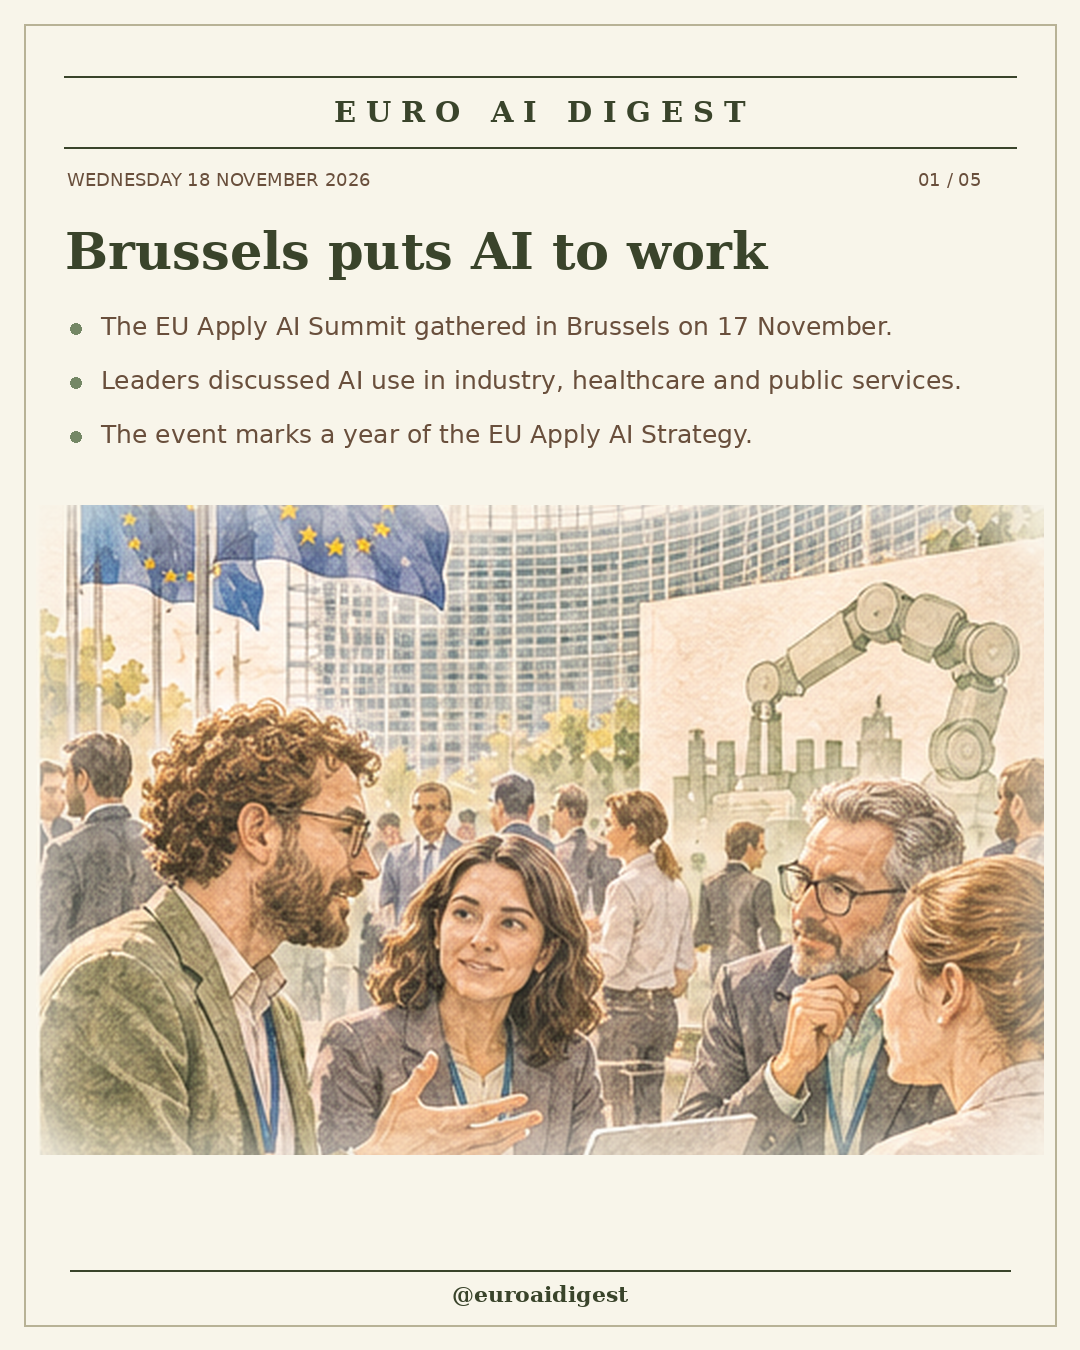 EURO AI DIGEST
WEDNESDAY 18 NOVEMBER 2026
01 / 05
Brussels puts AI to work
The EU Apply AI Summit gathered in Brussels on 17 November.
Leaders discussed AI use in industry, healthcare and public services.
The event marks a year of the EU Apply AI Strategy.
@euroaidigest